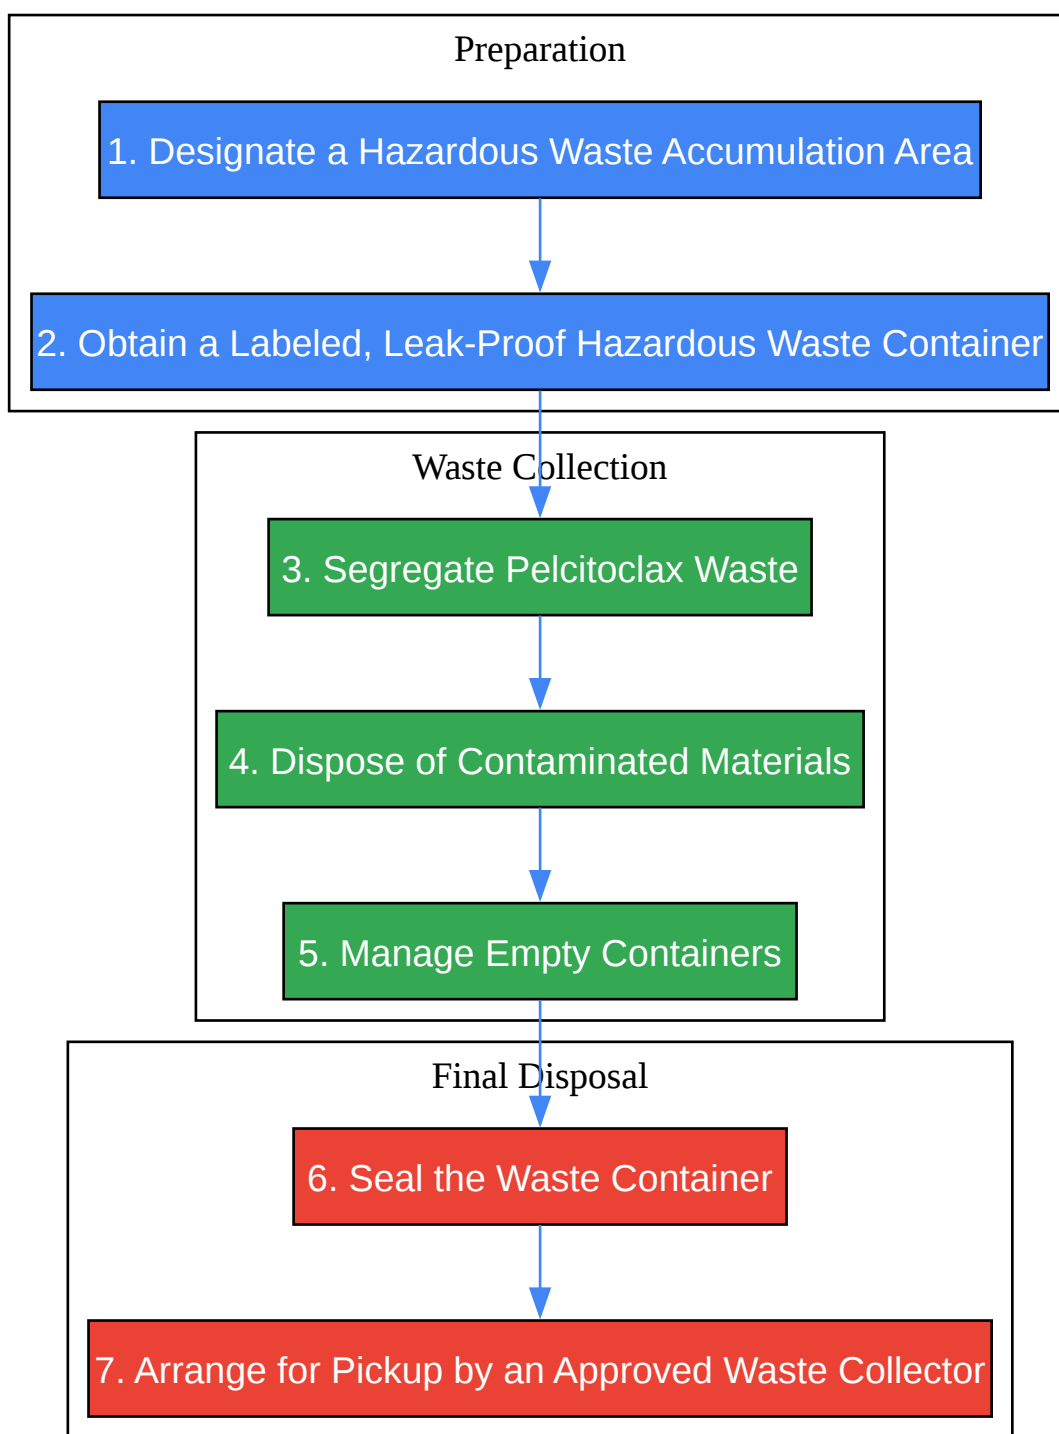 Preparation
1. Designate a Hazardous Waste Accumulation Area
2. Obtain a Labeled, Leak-Proof Hazardous Waste Container
Waste Collection
3. Segregate Pelcitoclax Waste
4. Dispose of Contaminated Materials
5. Manage Empty Containers
Final Disposal
6. Seal the Waste Container
7. Arrange for Pickup by an Approved Waste Collector